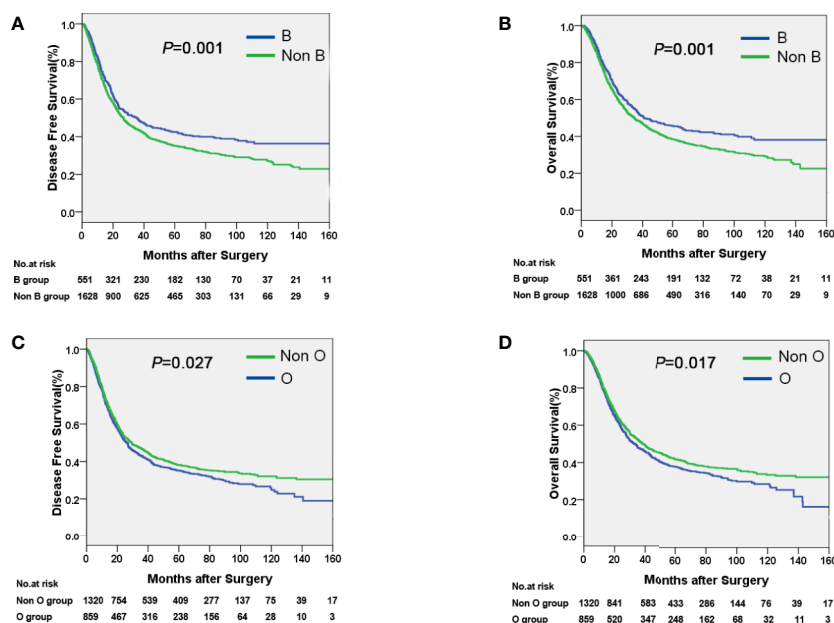 A
P=0.001
B
Non B
Disease Free Survival(%)
1.0
0.8
0.6
0.4
0.2
0.0
0 20 40 60 80 100 120 140 160
Months after Surgery
No.at risk
B group 551 321 230 182 130 70 37 21 11
Non B group 1628 900 625 465 303 131 66 29 9
B
P=0.001
B
Non B
Overall Survival(%)
1.0
0.8
0.6
0.4
0.2
0.0
0 20 40 60 80 100 120 140 160
Months after Surgery
No.at risk
B group 551 361 243 191 132 72 38 21 11
Non B group 1628 1000 686 490 316 140 70 29 9
C
P=0.027
Non O
O
Disease Free Survival(%)
1.0
0.8
0.6
0.4
0.2
0.0
0 20 40 60 80 100 120 140 160
Months after Surgery
No.at risk
Non O group 1320 754 539 409 277 137 75 39 17
O group 859 467 316 238 156 64 28 10 3
D
P=0.017
Non O
O
Overall Survival(%)
1.0
0.8
0.6
0.4
0.2
0.0
0 20 40 60 80 100 120 140 160
Months after Surgery
No.at risk
Non O group 1320 841 583 433 286 144 76 39 17
O group 859 520 347 248 162 68 32 11 3